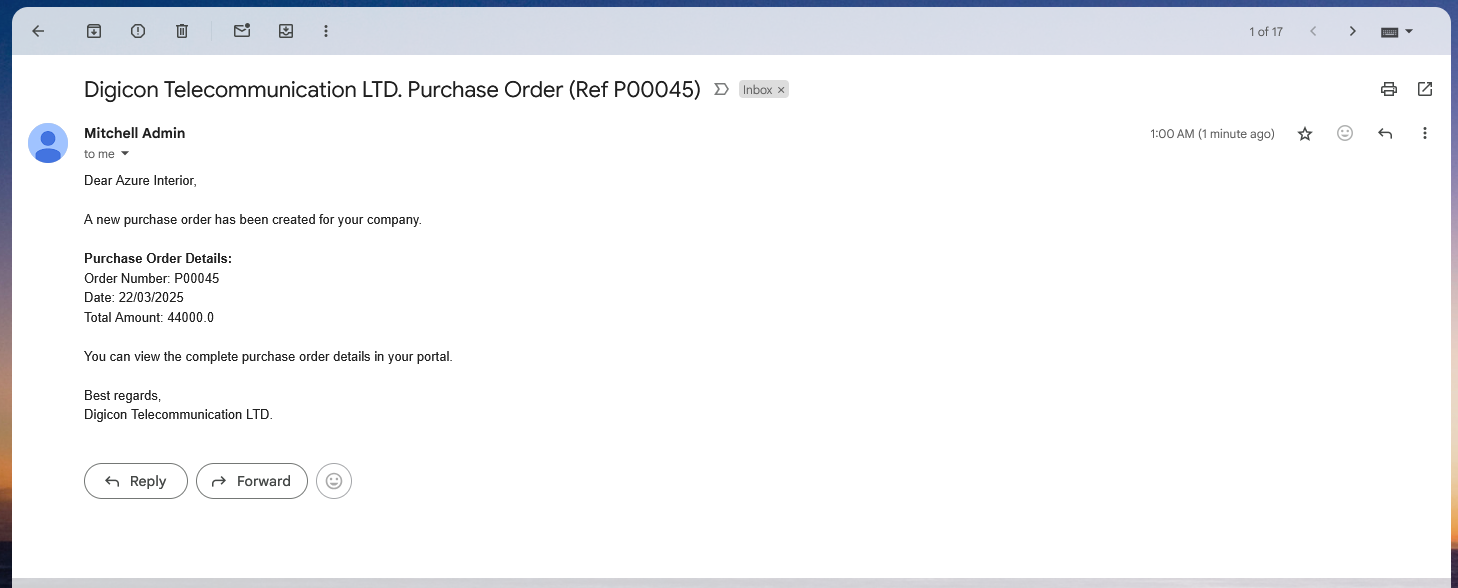 1 of 17
Digicon Telecommunication LTD. Purchase Order (Ref P00045)
Inbox ×
Mitchell Admin
1:00 AM (1 minute ago)
to me
Dear Azure Interior,
A new purchase order has been created for your company.
Purchase Order Details:
Order Number: P00045
Date: 22/03/2025
Total Amount: 44000.0
You can view the complete purchase order details in your portal.
Best regards,
Digicon Telecommunication LTD.
Reply
Forward